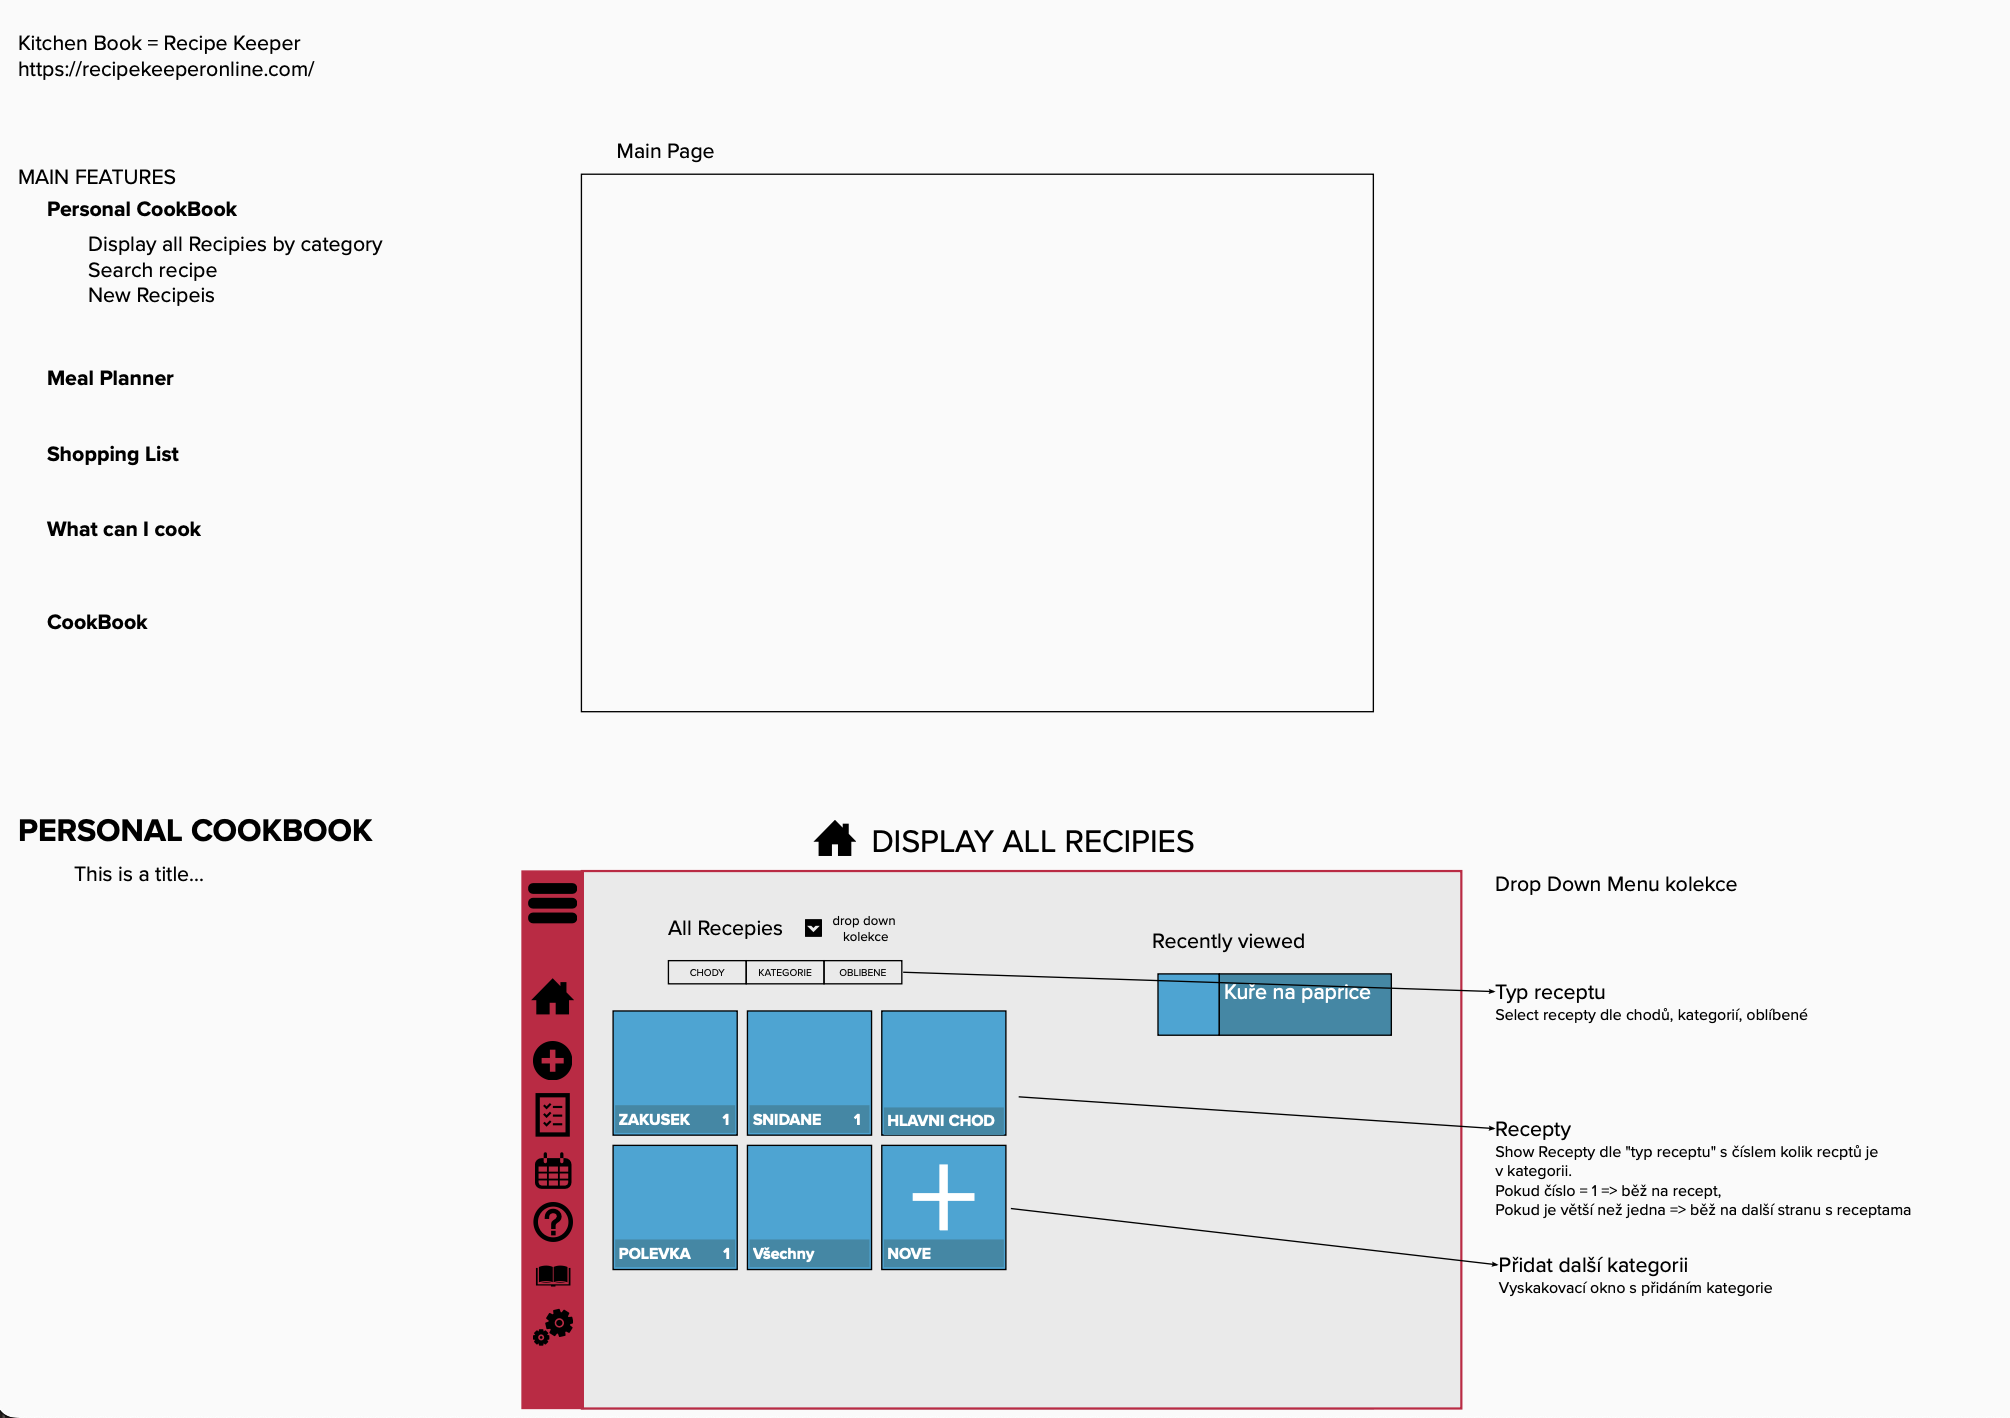 Kitchen Book = Recipe Keeper
https://recipekeeperonline.com/
Main Page
MAIN FEATURES
Personal CookBook
Display all Recipies by category
Search recipe
New Recipeis
Meal Planner
Shopping List
What can I cook
CookBook
PERSONAL COOKBOOK
This is a title...
DISPLAY ALL RECIPIES
All Recepies
drop down
kolekce
CHODY KATEGORIE OBLIBENE
Recently viewed
Kuře na paprice
ZAKUSEK 1
SNIDANE 1
HLAVNI CHOD
POLEVKA 1
Všechny
NOVE
Drop Down Menu kolekce
Typ receptu
Select recepty dle chodů, kategorií, oblíbené
Recepty
Show Recepty dle "typ receptu" s číslem kolik recptů je
v kategorii.
Pokud číslo = 1 => běž na recept,
Pokud je větší než jedna => běž na další stranu s receptama
Přidat další kategorii
Vyskakovací okno s přidáním kategorie